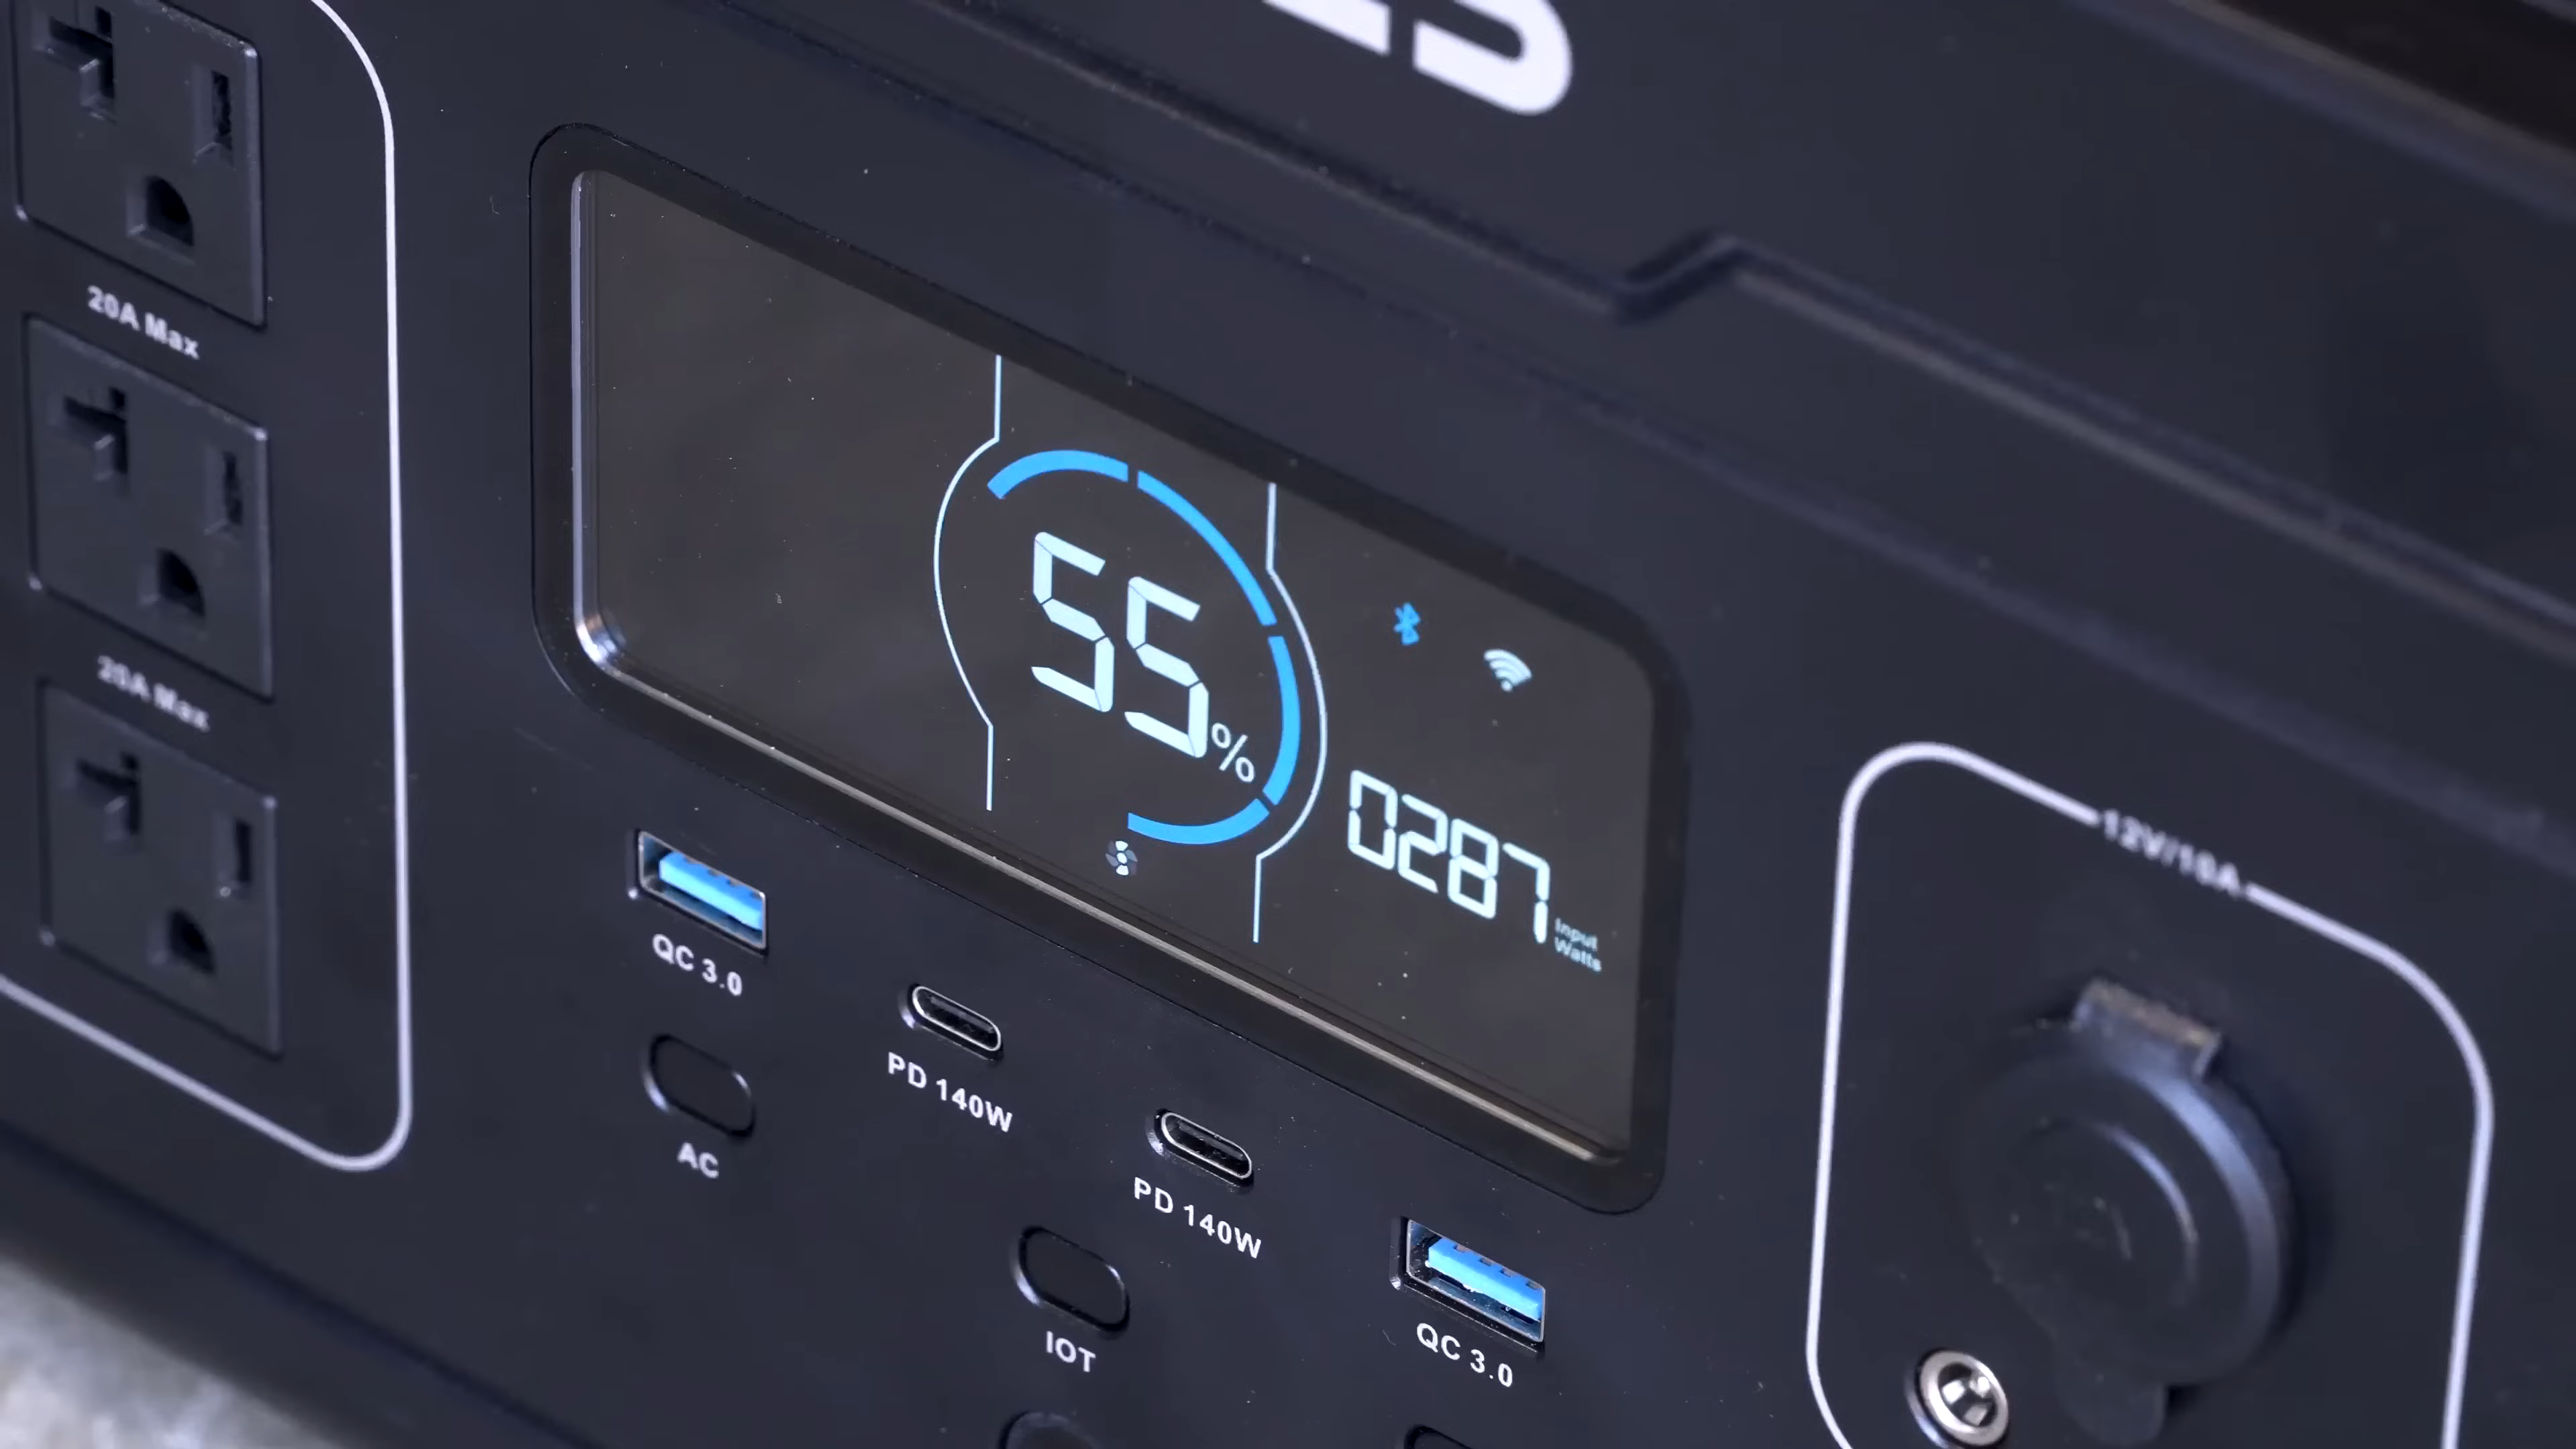 20A Max
20A Max
55%
0287
Input
Watts
QC 3.0
PD 140W
PD 140W
QC 3.0
AC
IOT
12V/10A